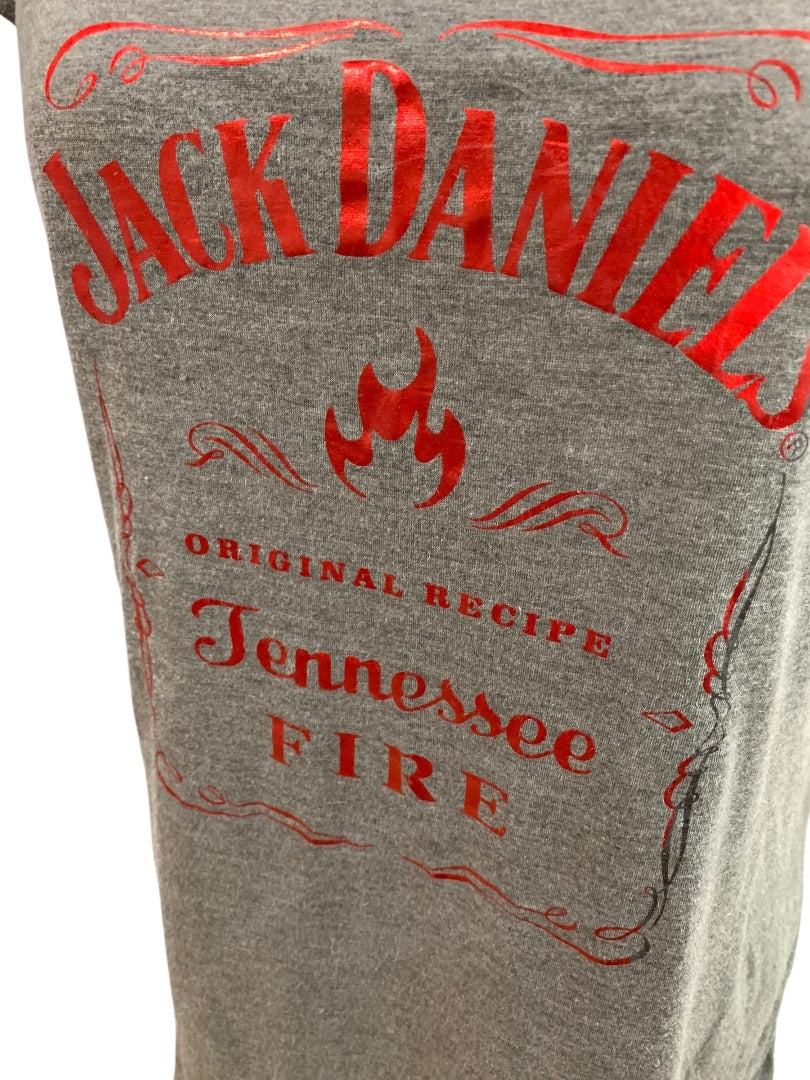 JACK DANIEL'S
®
ORIGINAL RECIPE
Tennessee
FIRE